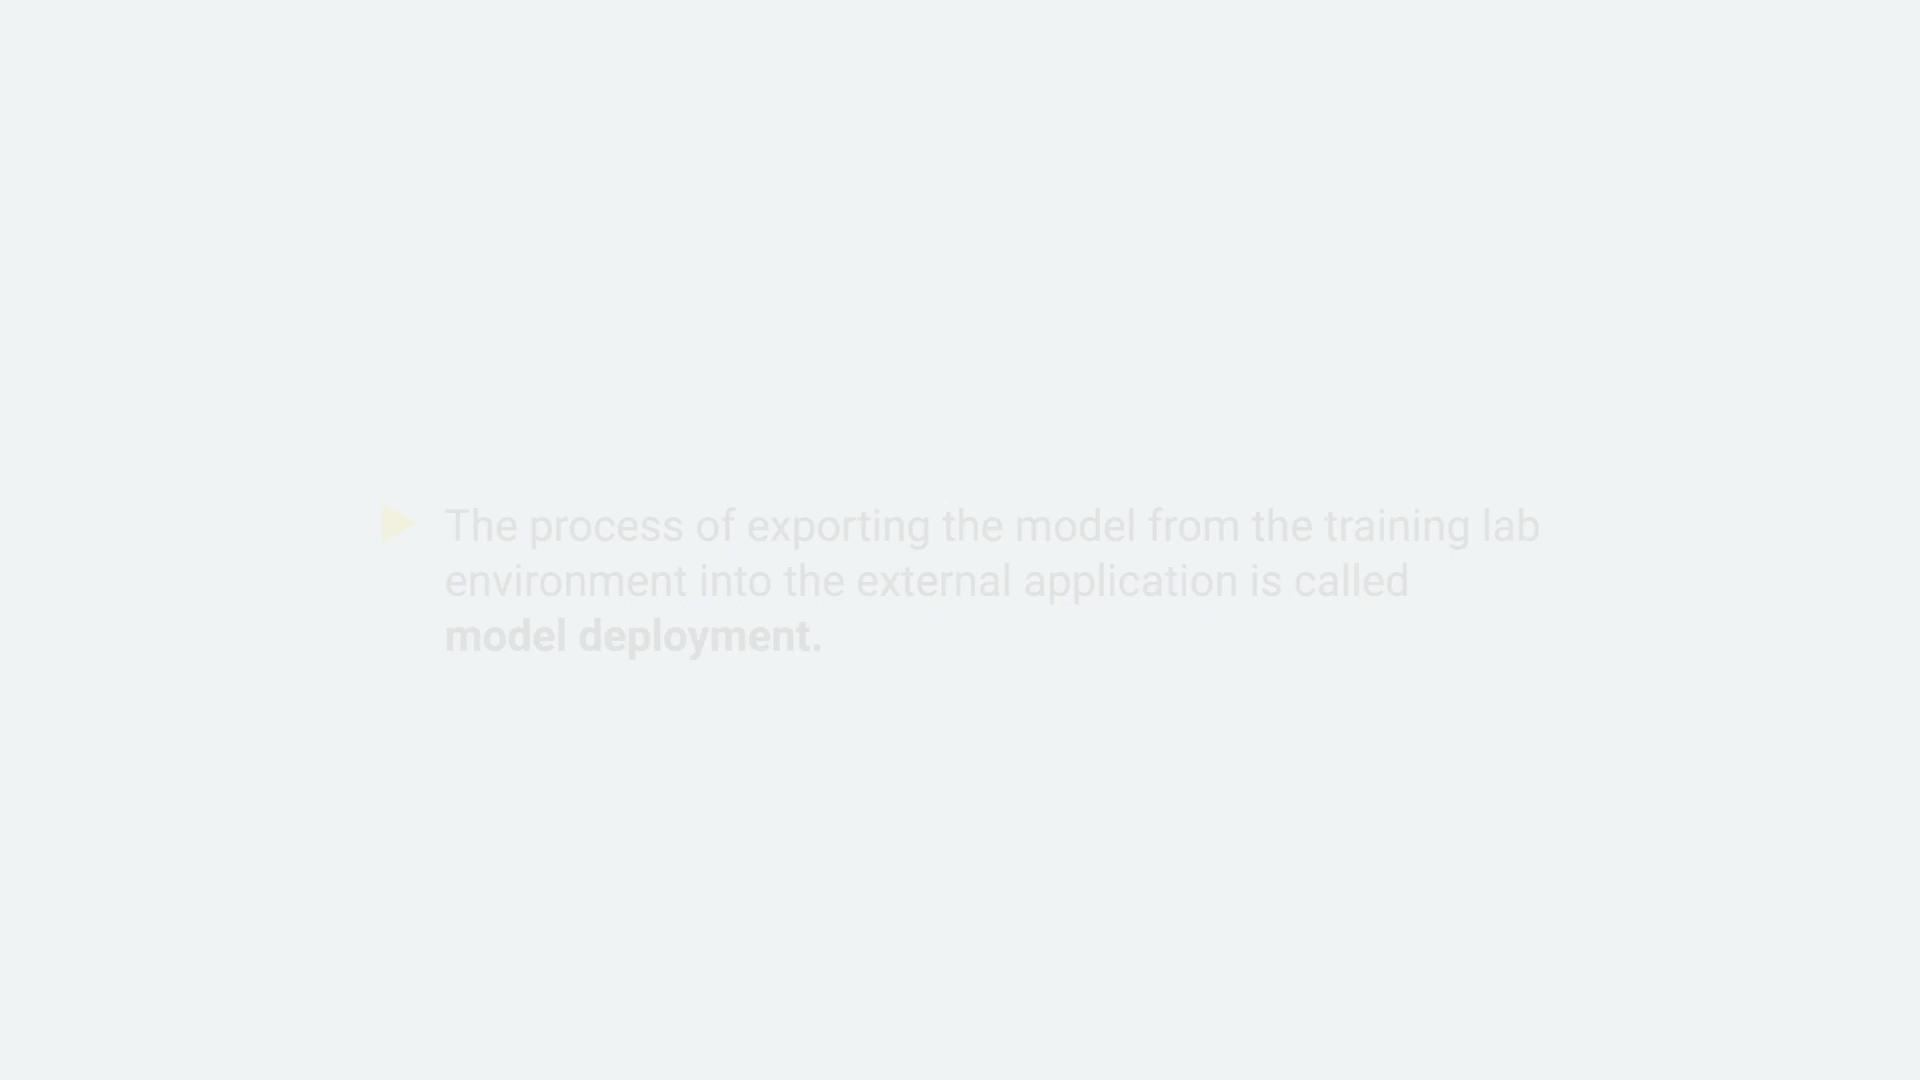 The process of exporting the model from the training lab
environment into the external application is called
model deployment.